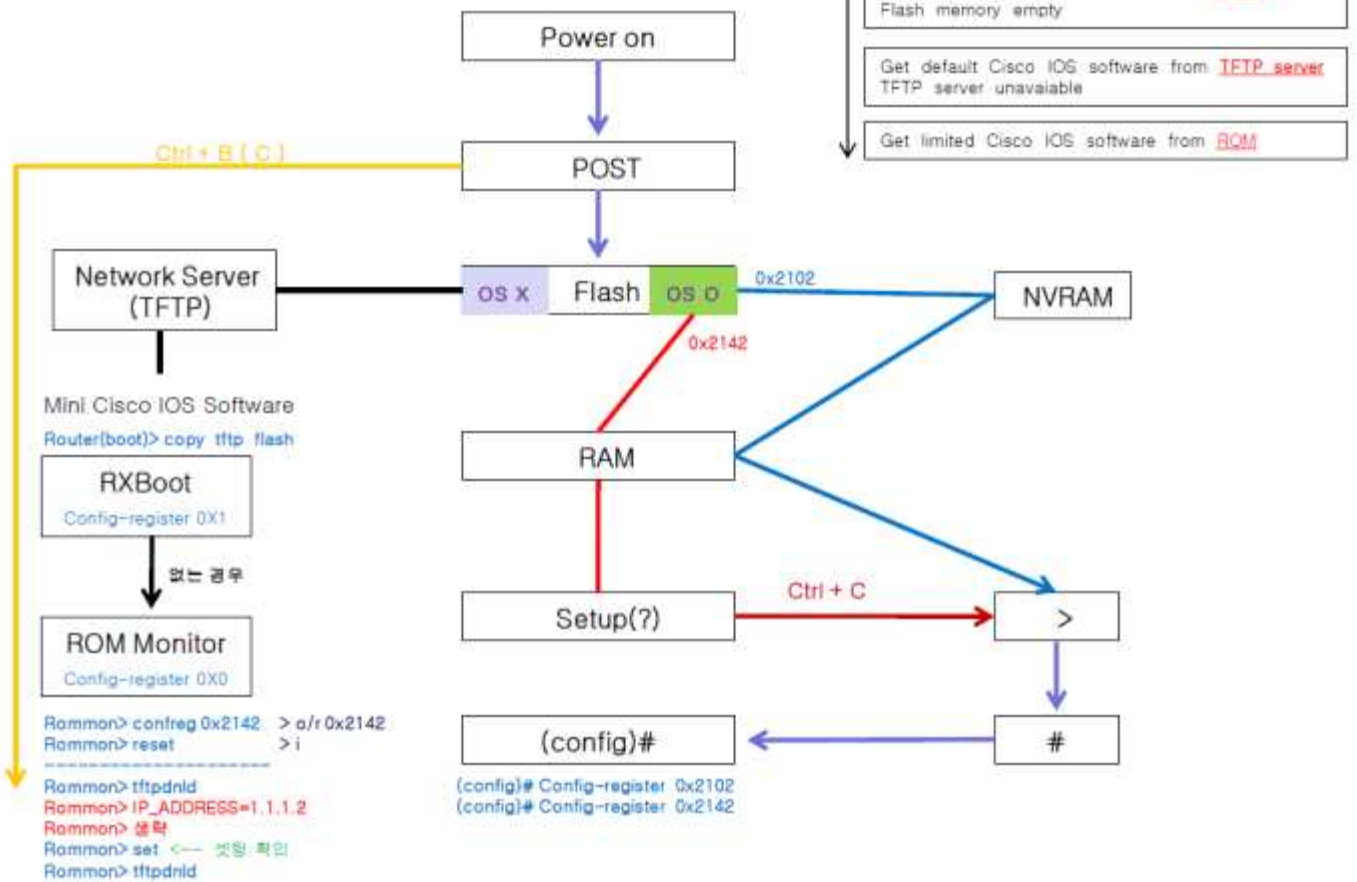 Flash memory empty
Get default Cisco IOS software from TFTP server
TFTP server unavaiable
Get limited Cisco IOS software from ROM
Power on
Ctrl + B ( C )
POST
Network Server
(TFTP)
OS X
Flash
OS O
0x2102
NVRAM
0x2142
Mini Cisco IOS Software
Router(boot)> copy tftp flash
RAM
RXBoot
Config-register 0X1
없는 경우
Setup(?)
Ctrl + C
>
ROM Monitor
Config-register 0X0
Rommon> confreg 0x2142 > o/r 0x2142
Rommon> reset > i
---------------------
(config)#
#
Rommon> tftpdnld
Rommon> IP_ADDRESS=1.1.1.2
Rommon> 생략
Rommon> set <-- 셋팅 확인
Rommon> tftpdnld
(config)# Config-register 0x2102
(config)# Config-register 0x2142